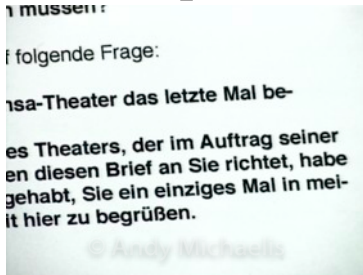 n müssen?
f folgende Frage:
nsa-Theater das letzte Mal be-
es Theaters, der im Auftrag seiner
en diesen Brief an Sie richtet, habe
gehabt, Sie ein einziges Mal in mei-
it hier zu begrüßen.
© Andy Michaelis